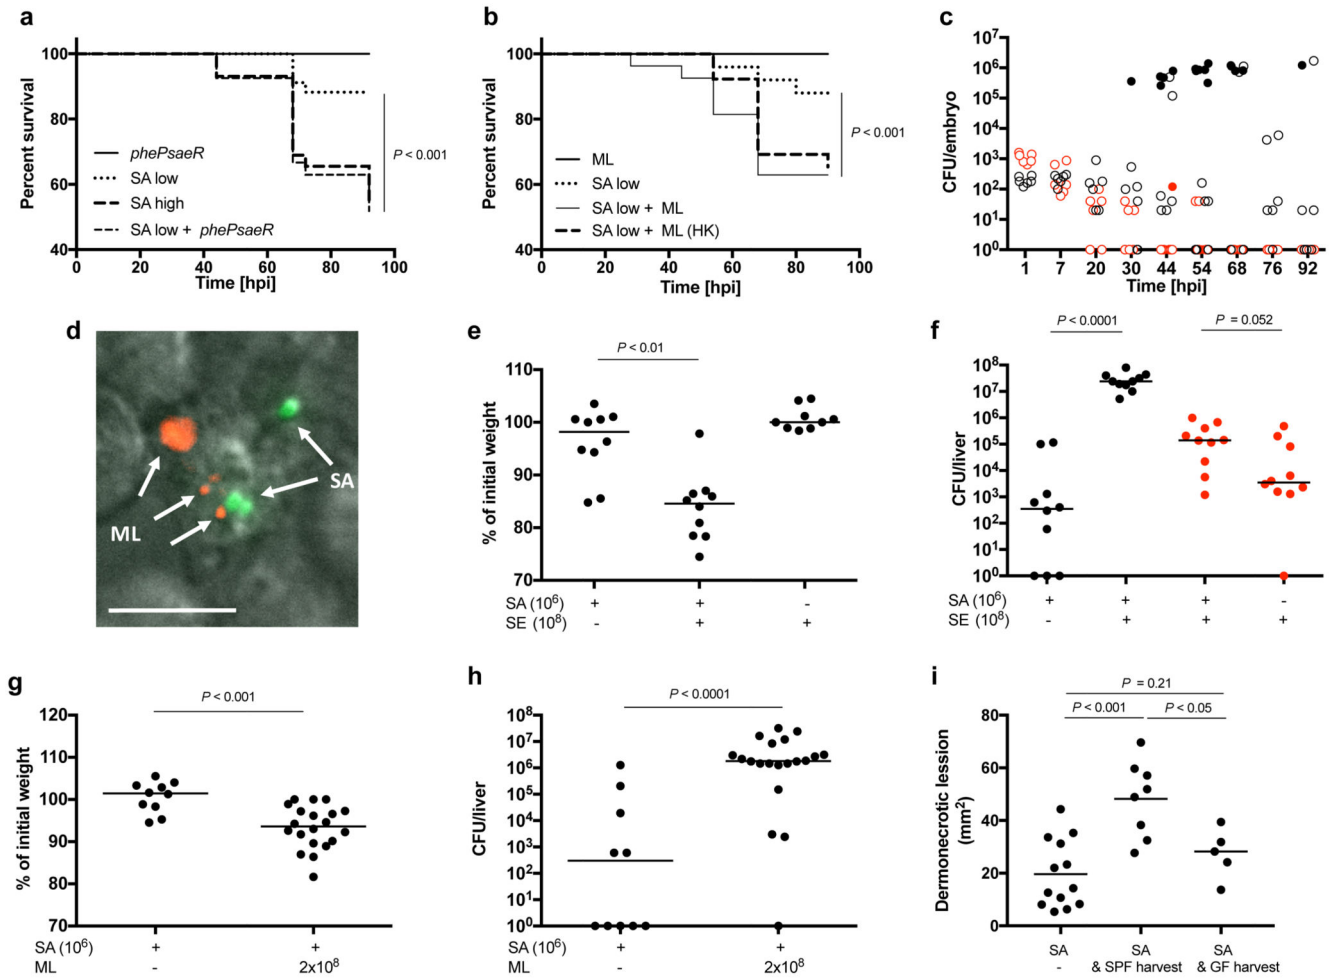 a
Percent survival
100
80
60
40
phePsaeR
SA low
SA high
SA low + phePsaeR
P < 0.001
0 20 40 60 80 100
Time [hpi]
b
Percent survival
100
80
60
40
ML
SA low
SA low + ML
SA low + ML (HK)
P < 0.001
0 20 40 60 80 100
Time [hpi]
c
CFU/embryo
10⁷
10⁶
10⁵
10⁴
10³
10²
10¹
10⁰
1 7 20 30 44 54 68 76 92
Time [hpi]
d
ML
SA
e
P < 0.01
% of initial weight
110
100
90
80
70
SA (10⁶) + + -
SE (10⁸) - + +
f
P < 0.0001
P = 0.052
CFU/liver
10⁸
10⁷
10⁶
10⁵
10⁴
10³
10²
10¹
10⁰
SA (10⁶) + + + -
SE (10⁸) - + + +
g
P < 0.001
% of initial weight
120
110
100
90
80
70
SA (10⁶) + +
ML - 2x10⁸
h
P < 0.0001
CFU/liver
10⁸
10⁷
10⁶
10⁵
10⁴
10³
10²
10¹
10⁰
SA (10⁶) + +
ML - 2x10⁸
i
P = 0.21
P < 0.001
P < 0.05
Dermonecrotic lession
(mm²)
80
60
40
20
0
SA SA SA
- & SPF harvest & GF harvest